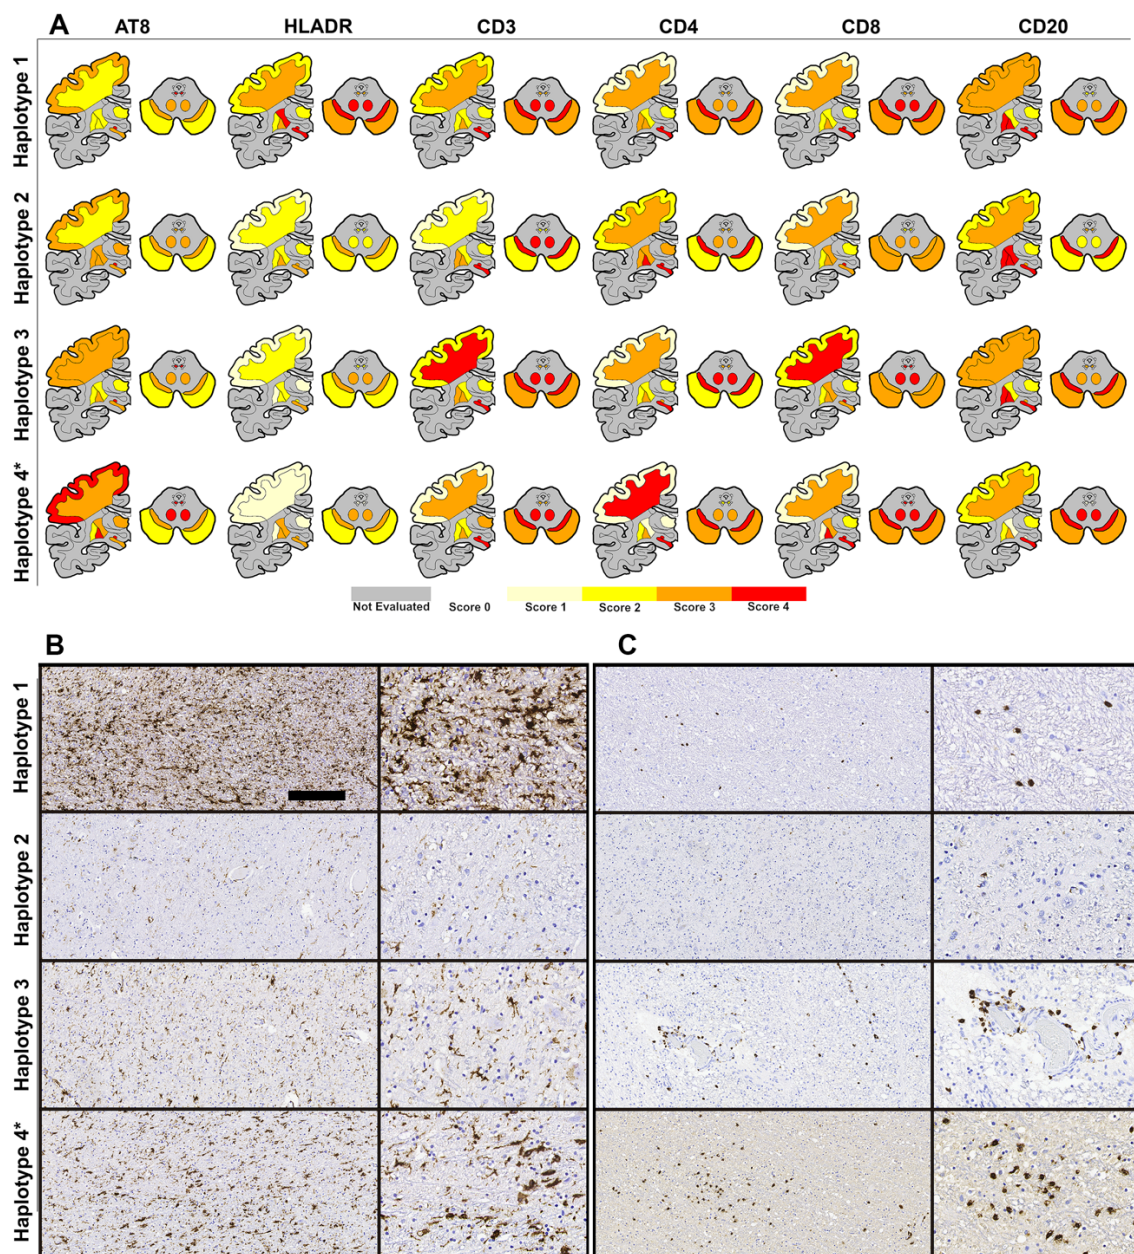 A
AT8 HLADR CD3 CD4 CD8 CD20
Haplotype 1
Haplotype 2
Haplotype 3
Haplotype 4*
Not Evaluated Score 0 Score 1 Score 2 Score 3 Score 4
B C
Haplotype 1
Haplotype 2
Haplotype 3
Haplotype 4*